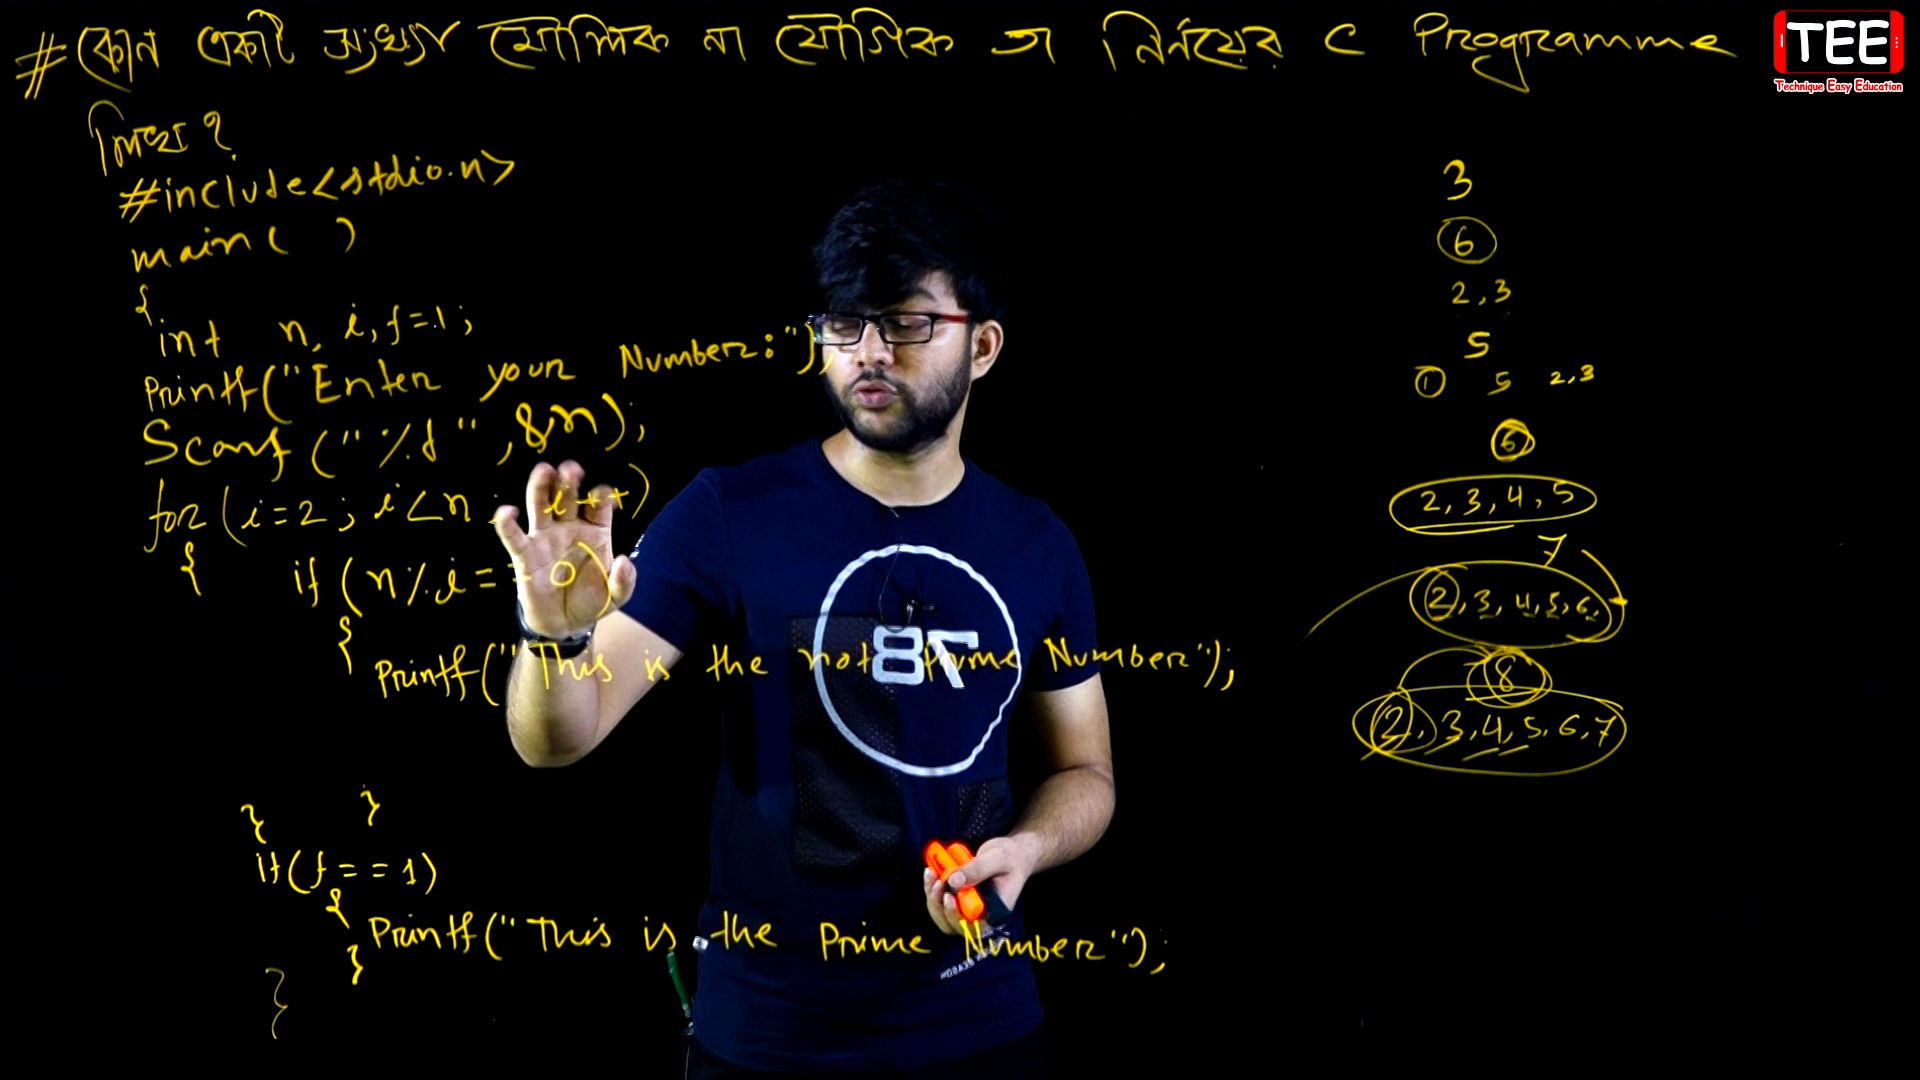 # কোন একটি সংখ্যা মৌলিক না যৌগিক তা নির্ণয়ের C Programme
লিখ?
#include<stdio.h>
main( )
{
int n, i, f=1;
Printf("Enter your Number:");
Scanf("%d",&n);
for(i=2; i<n; i++)
{ if(n%i==0)
{
Printf("This is the not Prime Number");
} }
if(f==1)
{
Printf("This is the Prime Number");
}
}
3
6
2,3
5
1 5 2,3
6
2,3,4,5
7
2,3,4,5,6
8
2,3,4,5,6,7
TEE
Technique Easy Education